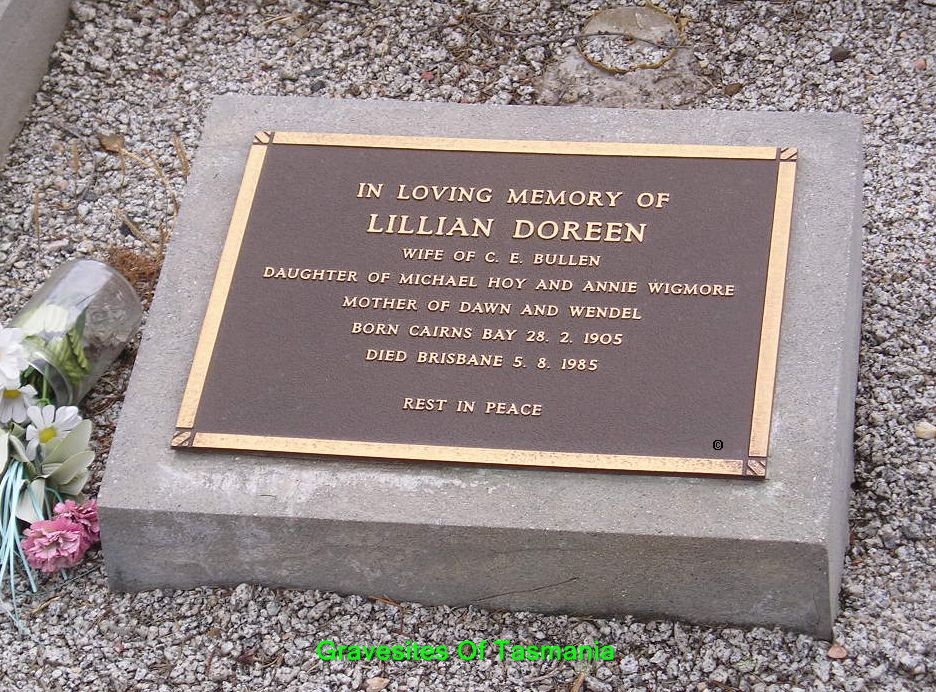 IN LOVING MEMORY OF
LILLIAN DOREEN
WIFE OF C. E. BULLEN
DAUGHTER OF MICHAEL HOY AND ANNIE WIGMORE
MOTHER OF DAWN AND WENDEL
BORN CAIRNS BAY 28. 2. 1905
DIED BRISBANE 5. 8. 1985
REST IN PEACE
©
Gravesites Of Tasmania